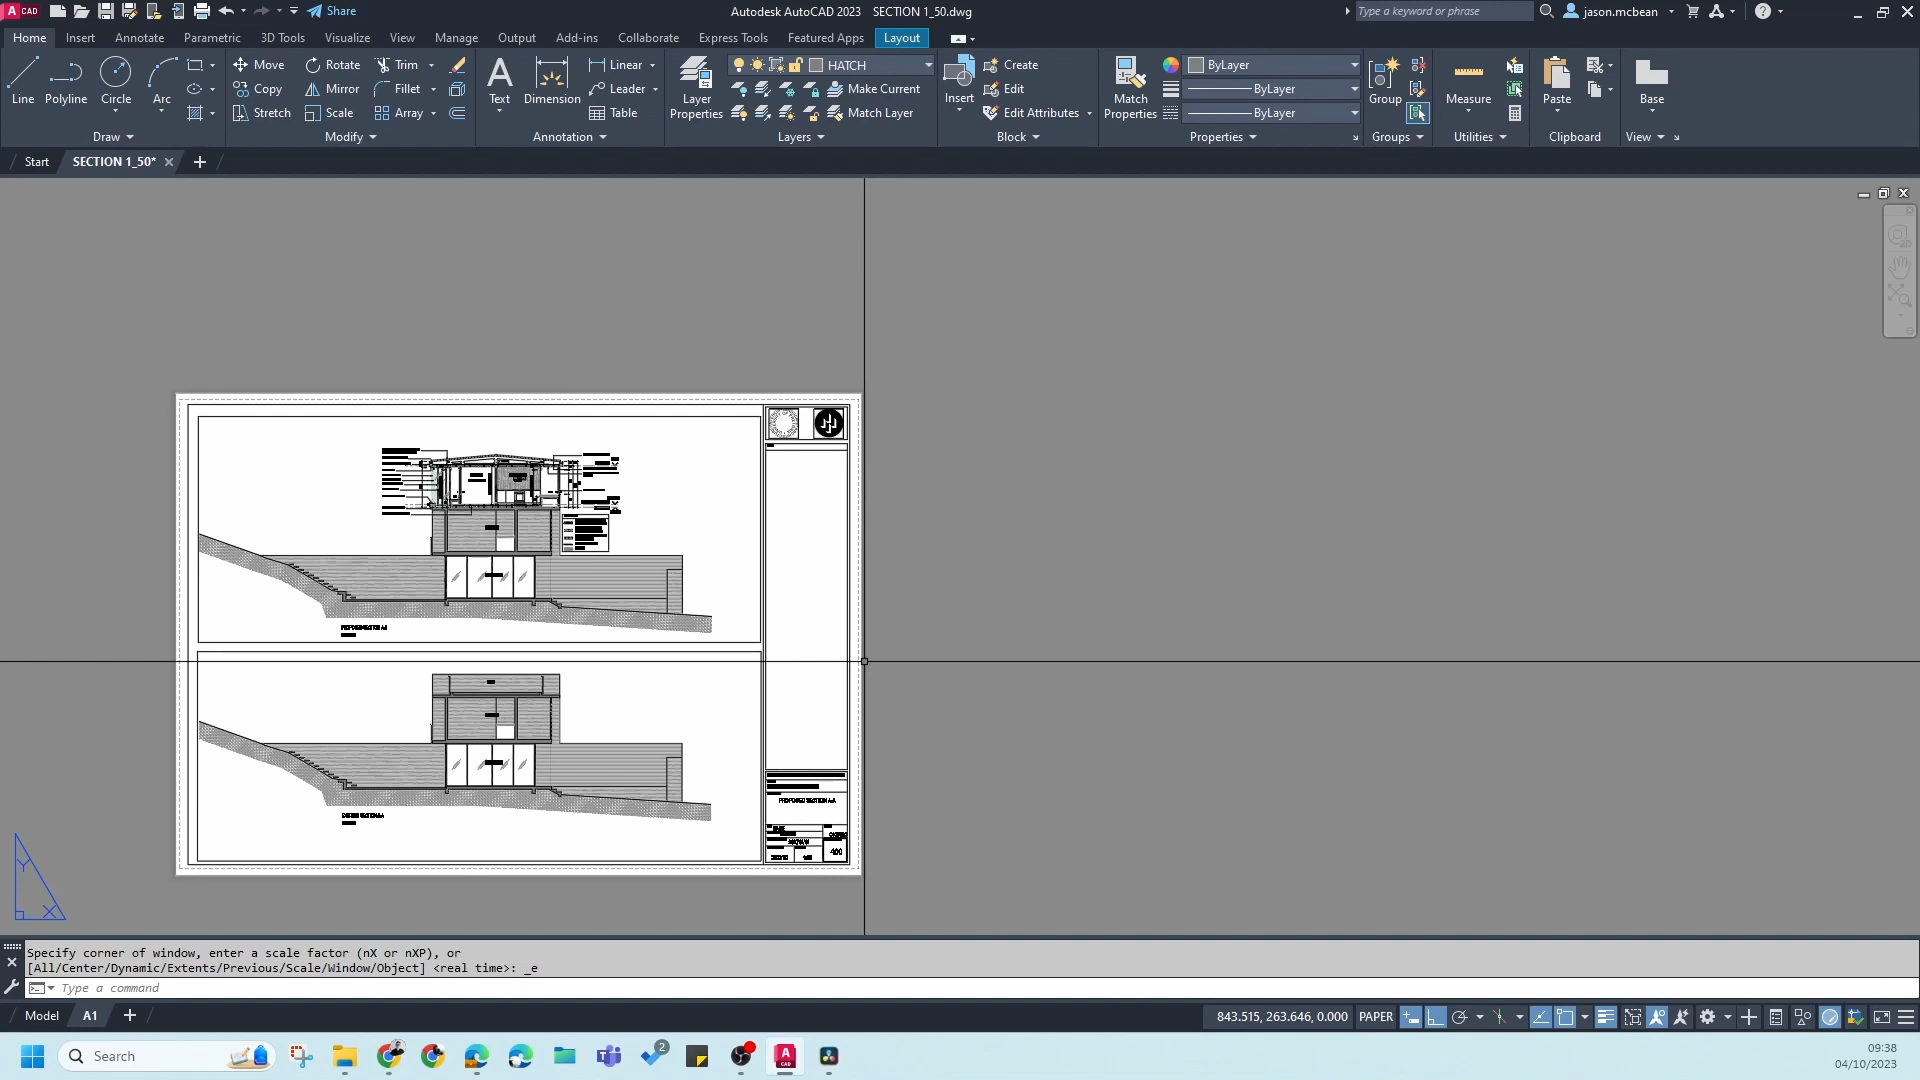 A CAD
Share
Autodesk AutoCAD 2023 SECTION 1_50.dwg
Type a keyword or phrase
jason.mcbean
Home Insert Annotate Parametric 3D Tools Visualize View Manage Output Add-ins Collaborate Express Tools Featured Apps Layout
Line
Polyline
Circle
Arc
Move
Rotate
Trim
Copy
Mirror
Fillet
Stretch
Scale
Array
Text
Dimension
Linear
Leader
Table
Layer
Properties
HATCH
Make Current
Match Layer
Insert
Create
Edit
Edit Attributes
Match
Properties
ByLayer
ByLayer
ByLayer
Group
Measure
Paste
Base
Draw
Modify
Annotation
Layers
Block
Properties
Groups
Utilities
Clipboard
View
Start
SECTION 1_50*
PROPOSED SECTION A-A
400
Y
X
Specify corner of window, enter a scale factor (nX or nXP), or
[All/Center/Dynamic/Extents/Previous/Scale/Window/Object] <real time>: _e
Type a command
Model
A1
843.515, 263.646, 0.000
PAPER
Search
2
A
CAD
09:38
04/10/2023